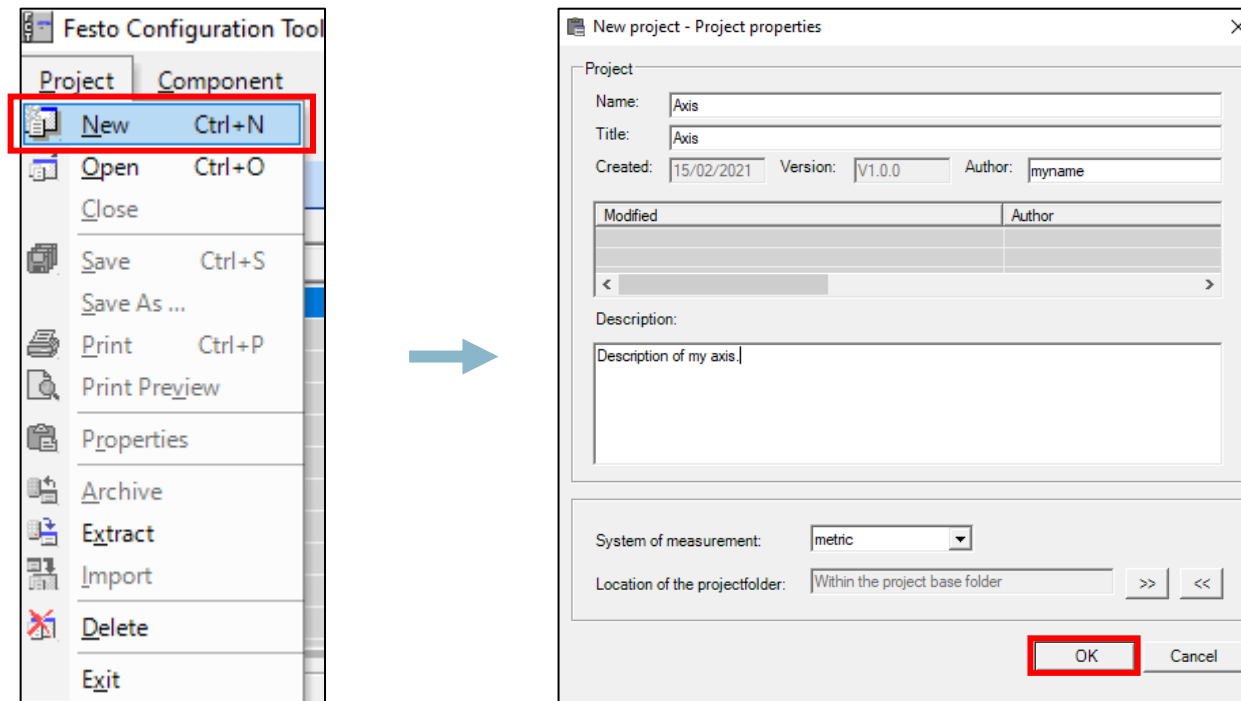 Festo Configuration Tool
Project Component
New Ctrl+N
Open Ctrl+O
Close
Save Ctrl+S
Save As ...
Print Ctrl+P
Print Preview
Properties
Archive
Extract
Import
Delete
Exit
New project - Project properties
Project
Name: Axis
Title: Axis
Created: 15/02/2021 Version: V1.0.0 Author: myname
Modified Author
Description:
Description of my axis.
System of measurement: metric
Location of the projectfolder: Within the project base folder >> <<
OK Cancel